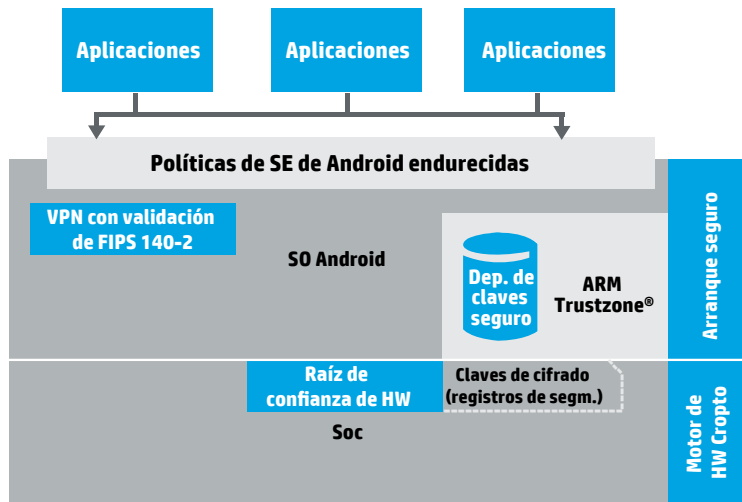 Aplicaciones
Aplicaciones
Aplicaciones
Políticas de SE de Android endurecidas
VPN con validación
de FIPS 140-2
SO Android
Dep. de
claves
seguro
ARM
Trustzone®
Arranque seguro
Raíz de
confianza de HW
Claves de cifrado
(registros de segm.)
Soc
Motor de
HW Cropto